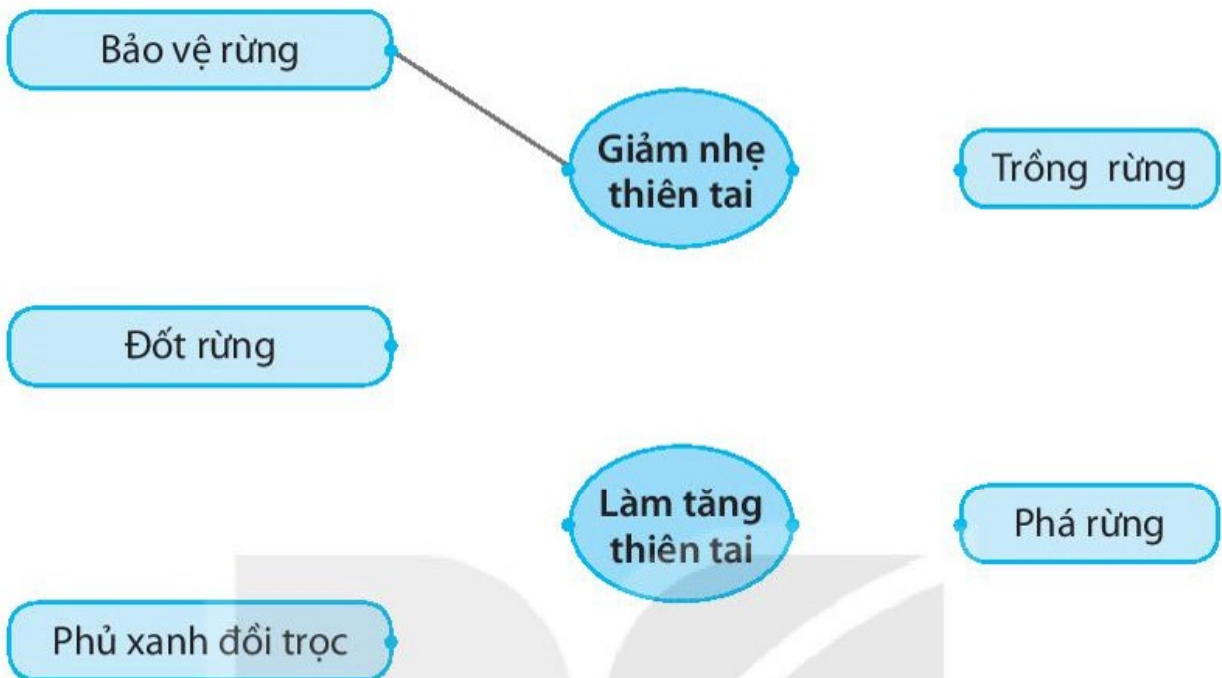 Bảo vệ rừng
Giảm nhẹ
thiên tai
Trồng rừng
Đốt rừng
Làm tăng
thiên tai
Phá rừng
Phủ xanh đồi trọc